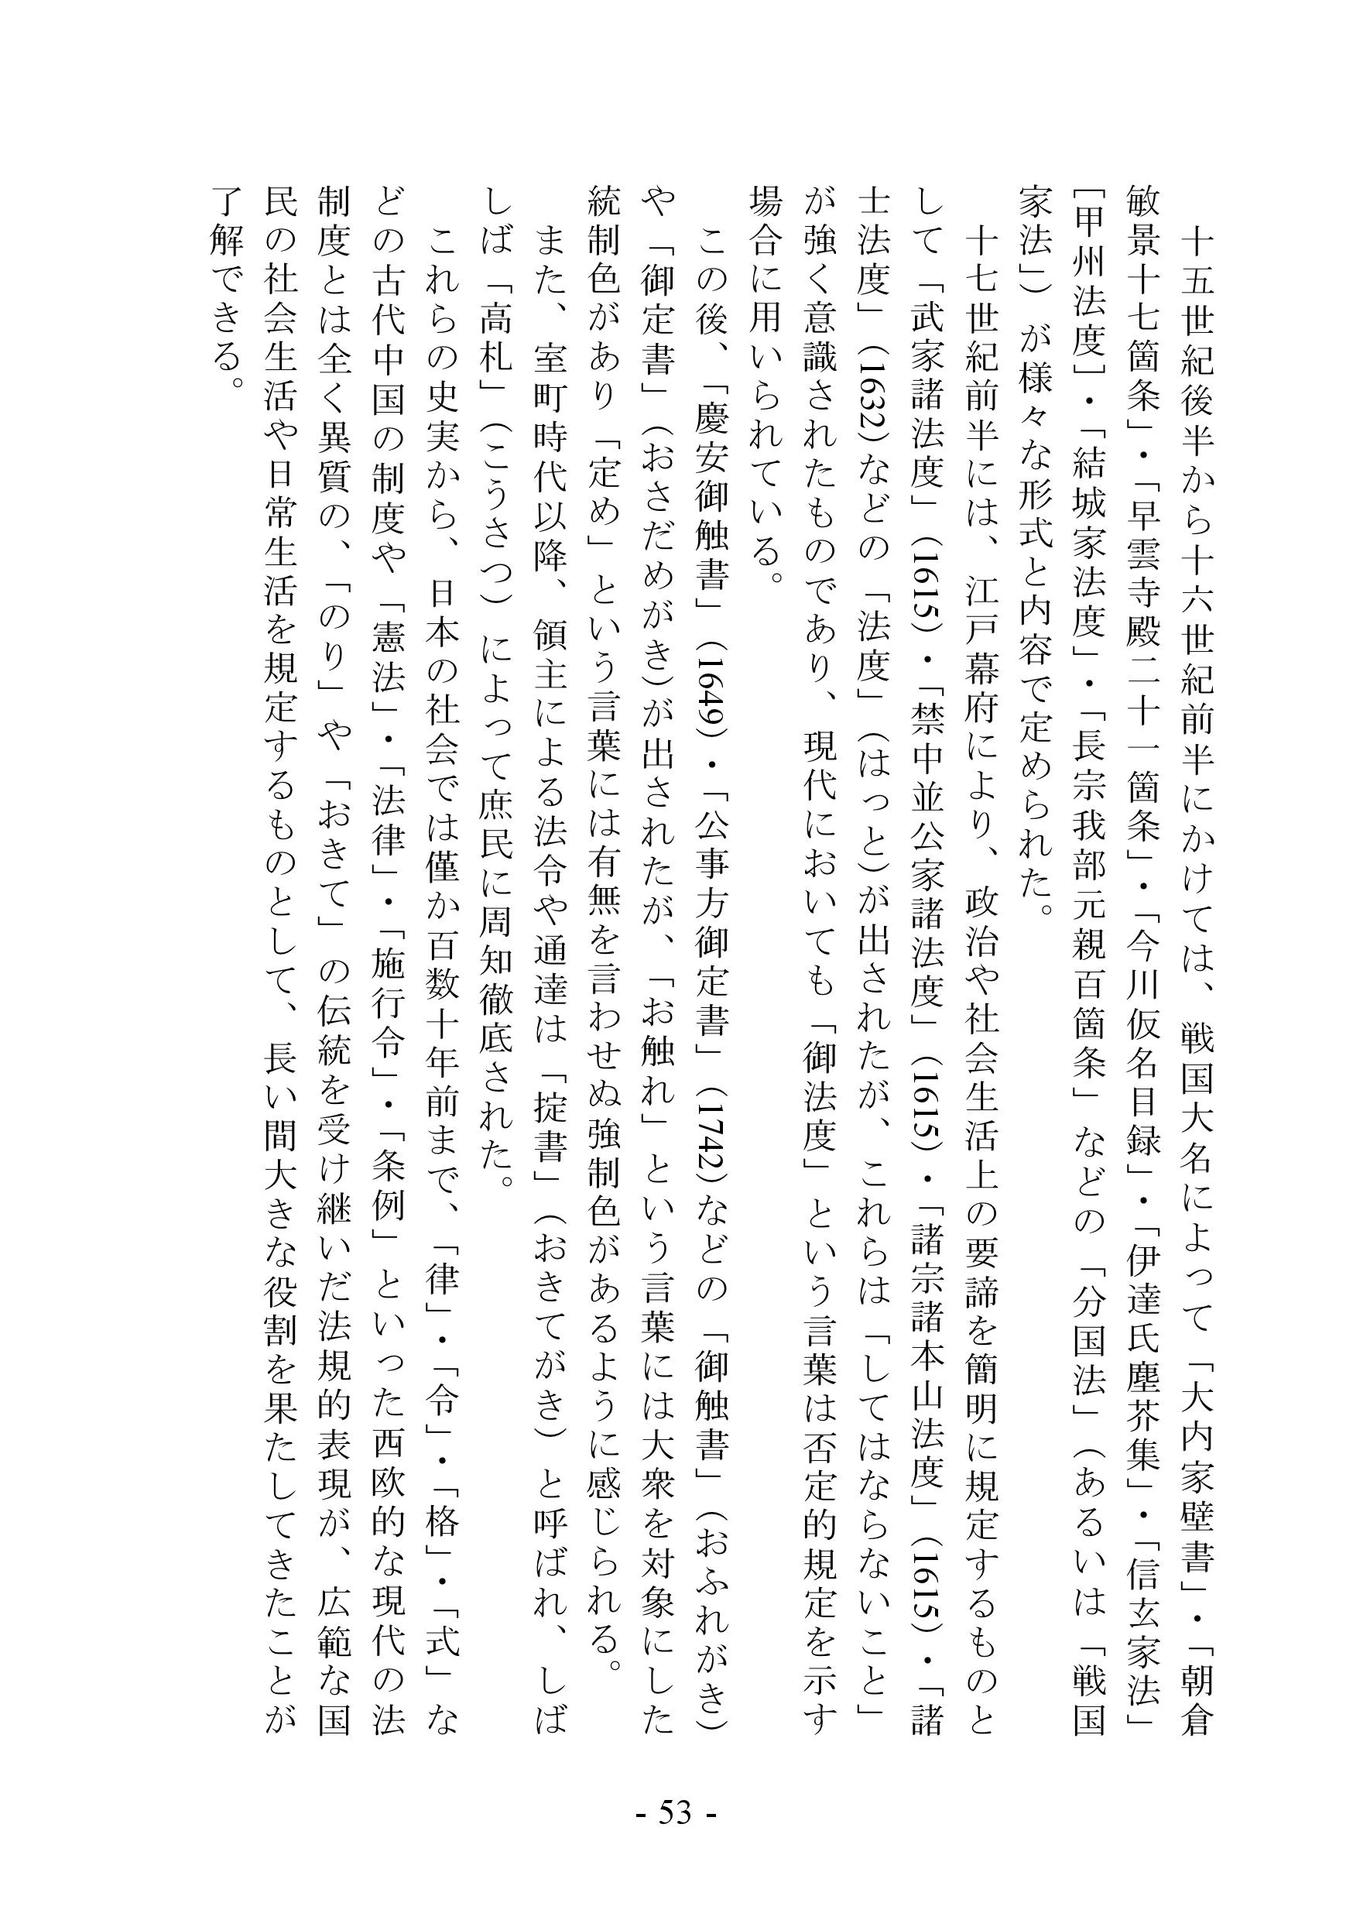 十五世紀後半から十六世紀前半にかけては、戦国大名によって「大内家壁書」・「朝倉
敏景十七箇条」・「早雲寺殿二十一箇条」・「今川仮名目録」・「伊達氏塵芥集」・「信玄家法」
［甲州法度］・「結城家法度」・「長宗我部元親百箇条」などの「分国法」（あるいは「戦国
家法」）が様々な形式と内容で定められた。
　十七世紀前半には、江戸幕府により、政治や社会生活上の要諦を簡明に規定するものと
して「武家諸法度」(1615)・「禁中並公家諸法度」(1615)・「諸宗諸本山法度」(1615)・「諸
士法度」(1632)などの「法度」（はっと）が出されたが、これらは「してはならないこと」
が強く意識されたものであり、現代においても「御法度」という言葉は否定的規定を示す
場合に用いられている。
　この後、「慶安御触書」(1649)・「公事方御定書」(1742)などの「御触書」（おふれがき）
や「御定書」（おさだめがき）が出されたが、「お触れ」という言葉には大衆を対象にした
統制色があり「定め」という言葉には有無を言わせぬ強制色があるように感じられる。
　また、室町時代以降、領主による法令や通達は「掟書」（おきてがき）と呼ばれ、しば
しば「高札」（こうさつ）によって庶民に周知徹底された。
　これらの史実から、日本の社会では僅か百数十年前まで、「律」・「令」・「格」・「式」な
どの古代中国の制度や「憲法」・「法律」・「施行令」・「条例」といった西欧的な現代の法
制度とは全く異質の、「のり」や「おきて」の伝統を受け継いだ法規的表現が、広範な国
民の社会生活や日常生活を規定するものとして、長い間大きな役割を果たしてきたことが
了解できる。
- 53 -